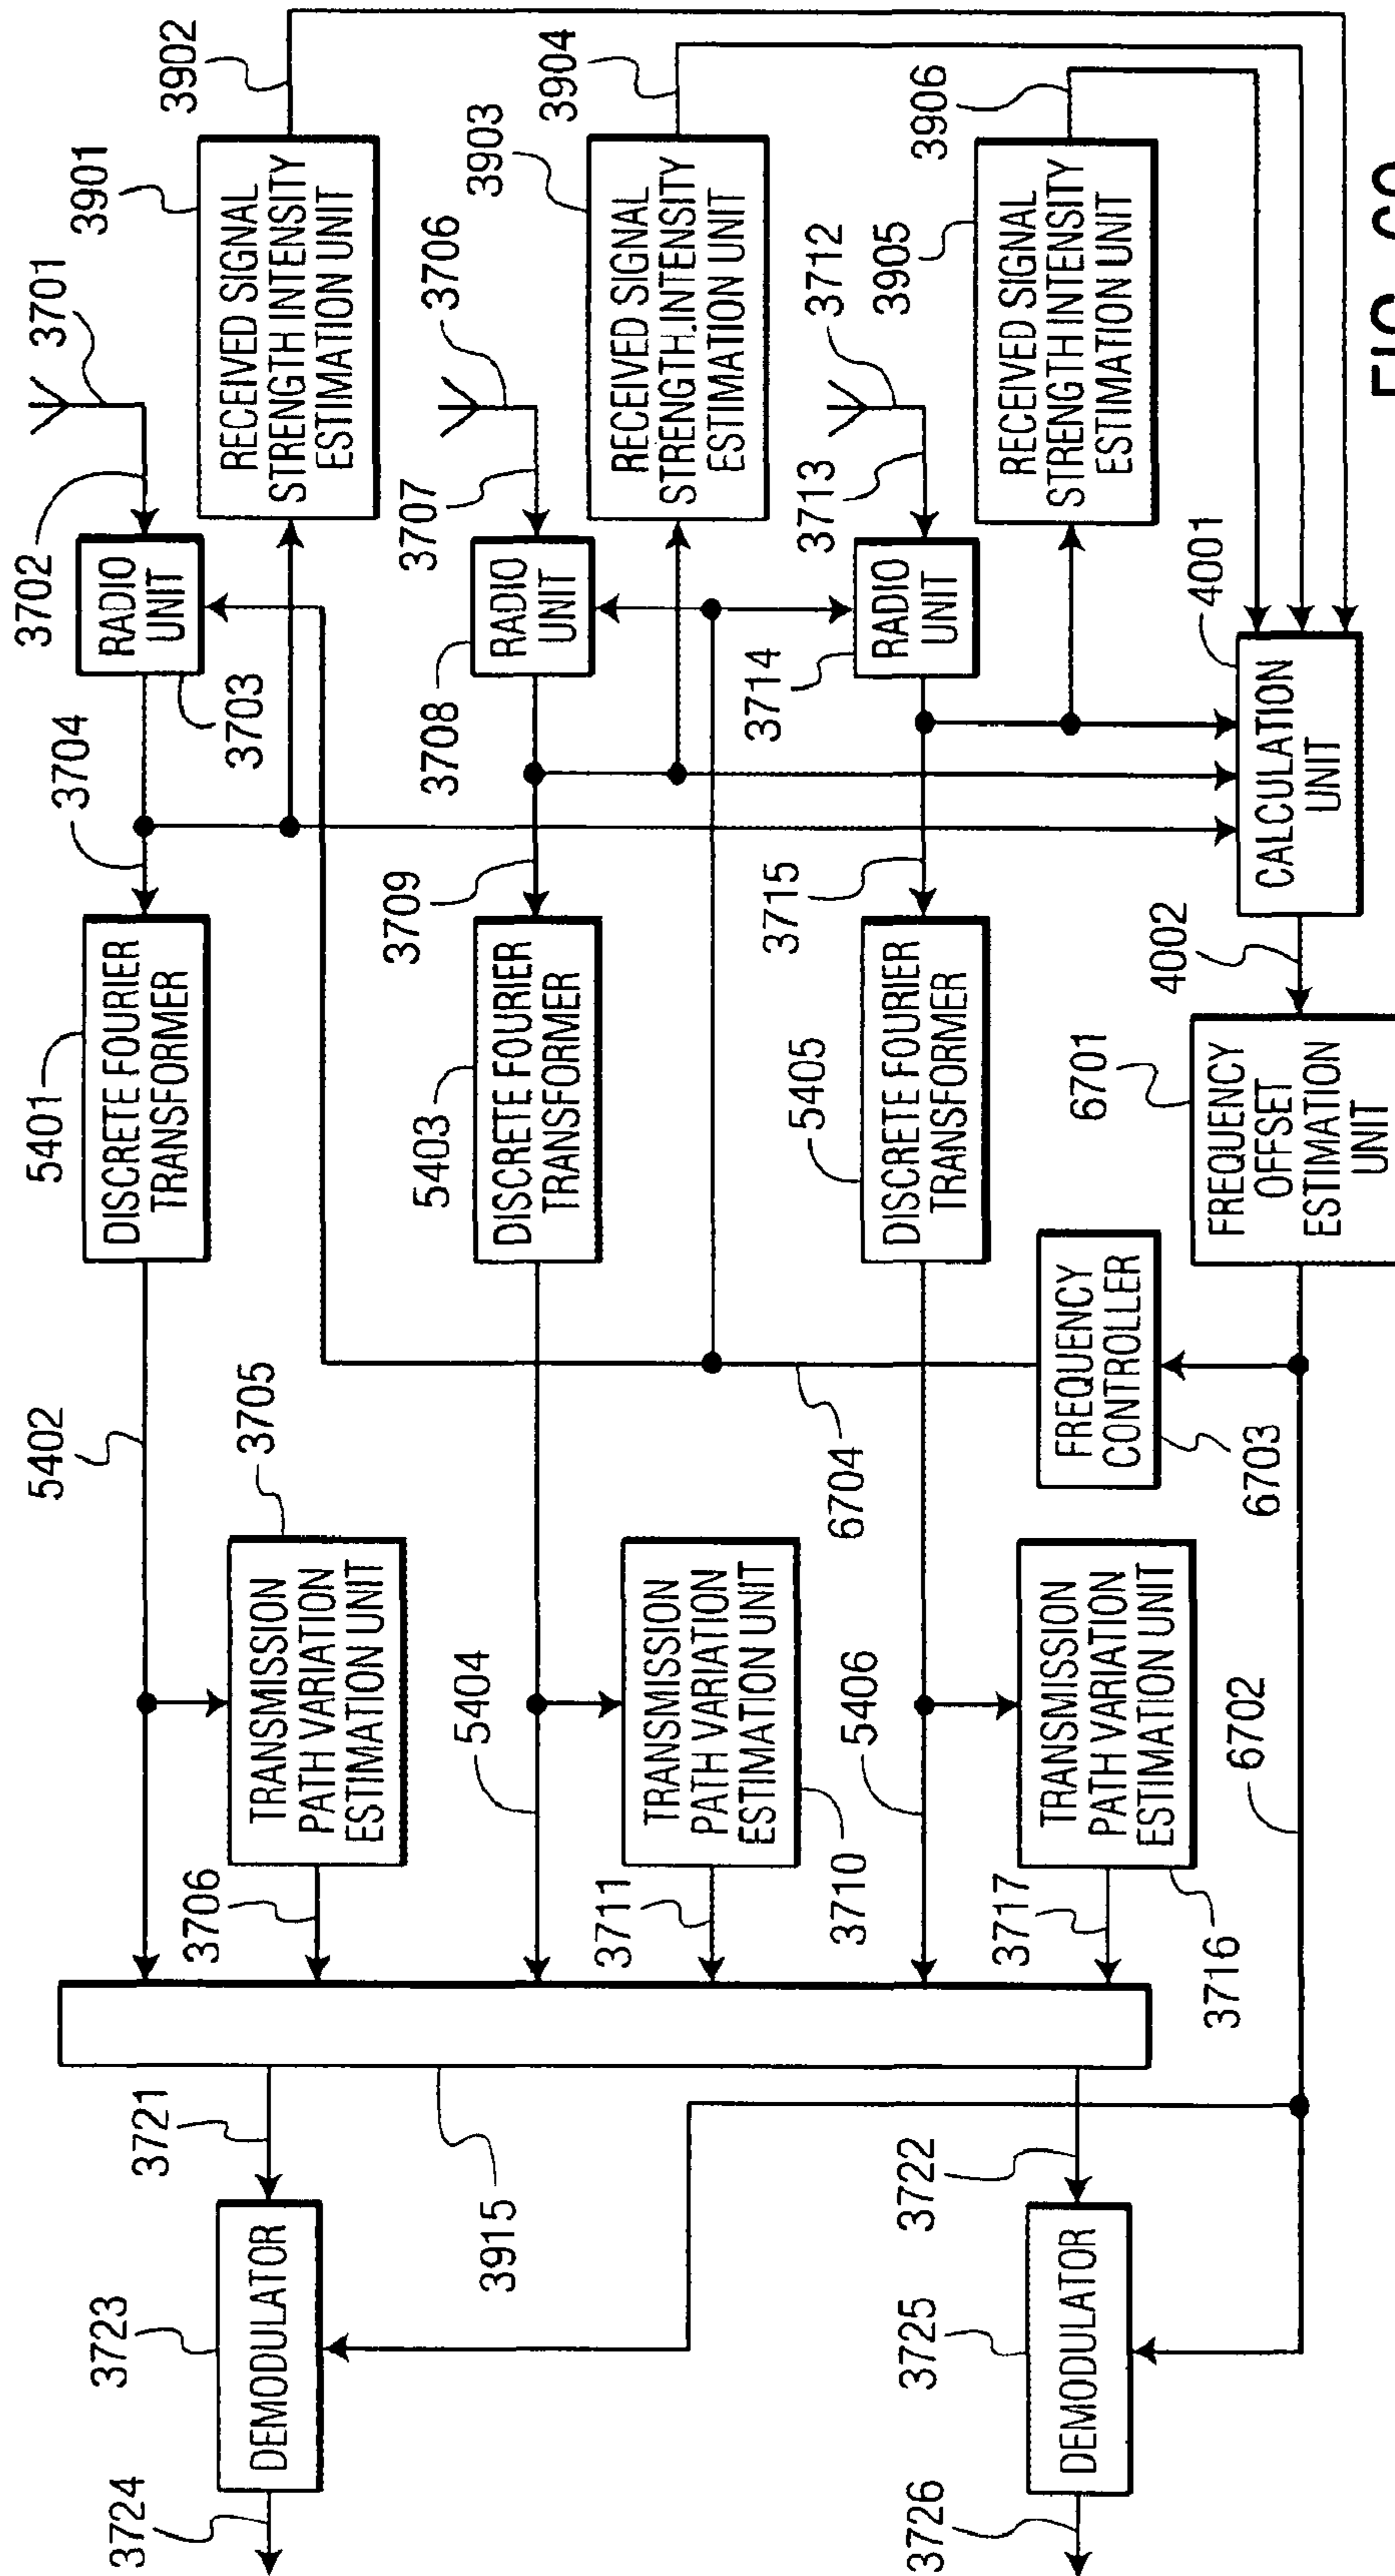 3701
3702
RADIO
UNIT
3703
3704
3901
3902
RECEIVED SIGNAL
STRENGTH INTENSITY
ESTIMATION UNIT
5401
DISCRETE FOURIER
TRANSFORMER
5402
3705
TRANSMISSION
PATH VARIATION
ESTIMATION UNIT
3706
3721
3723
DEMODULATOR
3724
3706
3707
RADIO
UNIT
3708
3709
3903
3904
RECEIVED SIGNAL
STRENGTH INTENSITY
ESTIMATION UNIT
5403
DISCRETE FOURIER
TRANSFORMER
5404
TRANSMISSION
PATH VARIATION
ESTIMATION UNIT
3710
3711
3915
3712
3713
RADIO
UNIT
3714
3715
3905
3906
RECEIVED SIGNAL
STRENGTH INTENSITY
ESTIMATION UNIT
5405
DISCRETE FOURIER
TRANSFORMER
5406
TRANSMISSION
PATH VARIATION
ESTIMATION UNIT
3716
3717
3722
3725
DEMODULATOR
3726
4001
CALCULATION
UNIT
4002
6701
FREQUENCY
OFFSET
ESTIMATION
UNIT
6702
FREQUENCY
CONTROLLER
6703
6704